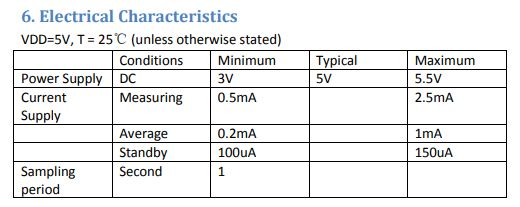 6. Electrical Characteristics
VDD=5V, T = 25℃ (unless otherwise stated)
Conditions Minimum Typical Maximum
Power Supply DC 3V 5V 5.5V
Current Supply Measuring 0.5mA 2.5mA
Average 0.2mA 1mA
Standby 100uA 150uA
Sampling period Second 1